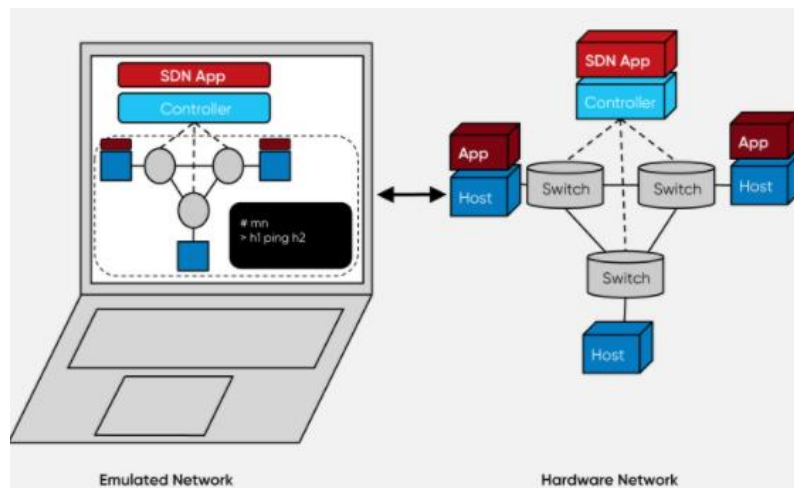 SDN App
Controller
# mn
> h1 ping h2
Emulated Network
SDN App
Controller
App
Host
Switch
Switch
App
Host
Switch
Host
Hardware Network